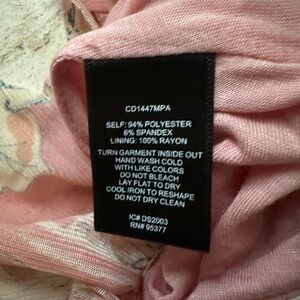 CD1447MPA
SELF: 94% POLYESTER
6% SPANDEX
LINING: 100% RAYON
TURN GARMENT INSIDE OUT
HAND WASH COLD
WITH LIKE COLORS
DO NOT BLEACH
LAY FLAT TO DRY
COOL IRON TO RESHAPE
DO NOT DRY CLEAN
IC# DS2003
RN# 95377